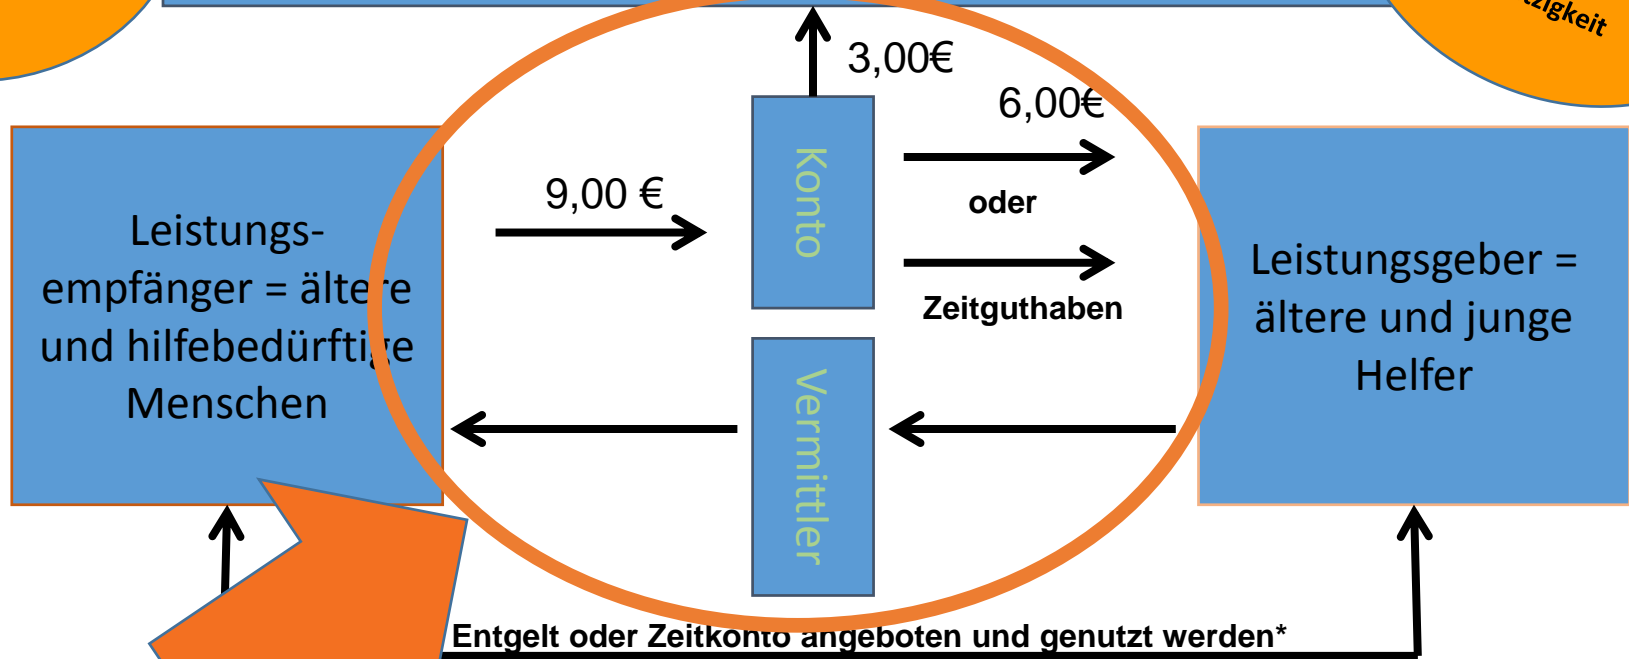 3,00€
6,00€
9,00 €
Konto
oder
Zeitguthaben
Leistungs-
empfänger = ältere
und hilfebedürftige
Menschen
Leistungsgeber =
ältere und junge
Helfer
Vermittler
Entgelt oder Zeitkonto angeboten und genutzt werden*